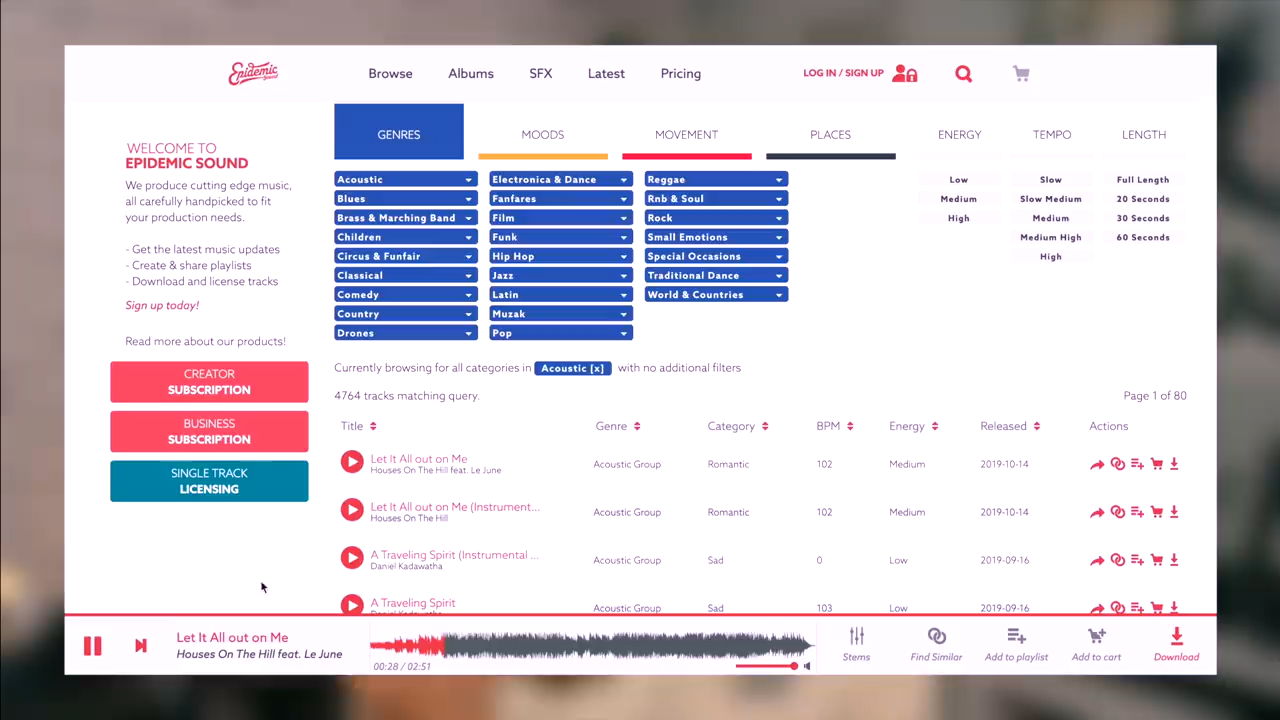 Epidemic Sound
Browse
Albums
SFX
Latest
Pricing
LOG IN / SIGN UP
WELCOME TO
EPIDEMIC SOUND
We produce cutting edge music,
all carefully handpicked to fit
your production needs.
- Get the latest music updates
- Create & share playlists
- Download and license tracks
Sign up today!
Read more about our products!
CREATOR
SUBSCRIPTION
BUSINESS
SUBSCRIPTION
SINGLE TRACK
LICENSING
GENRES
MOODS
MOVEMENT
PLACES
ENERGY
TEMPO
LENGTH
Acoustic
Blues
Brass & Marching Band
Children
Circus & Funfair
Classical
Comedy
Country
Drones
Electronica & Dance
Fanfares
Film
Funk
Hip Hop
Jazz
Latin
Muzak
Pop
Reggae
Rnb & Soul
Rock
Small Emotions
Special Occasions
Traditional Dance
World & Countries
Low
Medium
High
Slow
Slow Medium
Medium
Medium High
High
Full Length
20 Seconds
30 Seconds
60 Seconds
Currently browsing for all categories in Acoustic [x] with no additional filters
4764 tracks matching query.
Page 1 of 80
Title Genre Category BPM Energy Released Actions
Let It All out on Me
Houses On The Hill feat. Le June
Acoustic Group Romantic 102 Medium 2019-10-14
Let It All out on Me (Instrument...
Houses On The Hill
Acoustic Group Romantic 102 Medium 2019-10-14
A Traveling Spirit (Instrumental ...
Daniel Kadawatha
Acoustic Group Sad 0 Low 2019-09-16
A Traveling Spirit
Daniel Kadawatha
Acoustic Group Sad 103 Low 2019-09-16
Let It All out on Me
Houses On The Hill feat. Le June
00:28 / 02:51
Stems
Find Similar
Add to playlist
Add to cart
Download